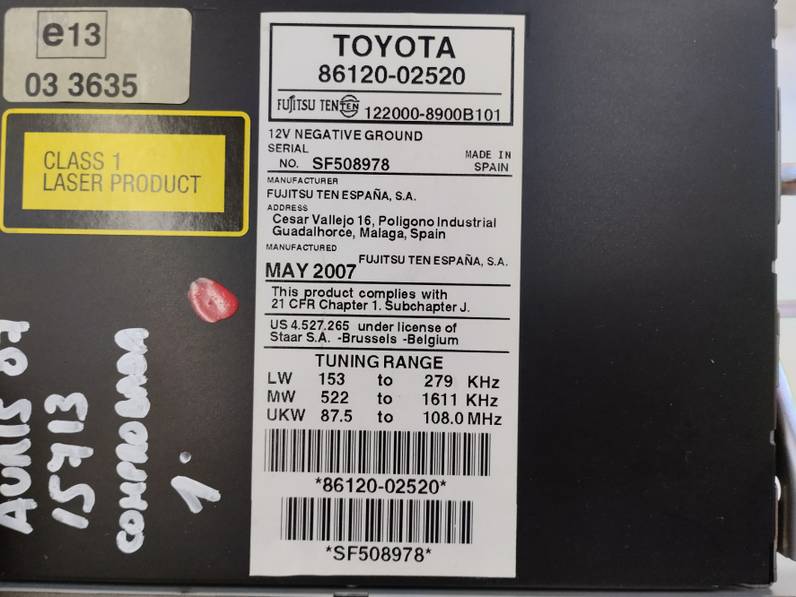 e13
03 3635
CLASS 1
LASER PRODUCT
AURIS 07
15713
COMPROBADA
1.
TOYOTA
86120-02520
FUJITSU TEN TEN 122000-8900B101
12V NEGATIVE GROUND
SERIAL
NO. SF508978
MADE IN
SPAIN
MANUFACTURER
FUJITSU TEN ESPAÑA, S.A.
ADDRESS
Cesar Vallejo 16, Poligono Industrial
Guadalhorce, Malaga, Spain
MANUFACTURED
FUJITSU TEN ESPAÑA, S.A.
MAY 2007
This product complies with
21 CFR Chapter 1. Subchapter J.
US 4.527.265 under license of
Staar S.A. -Brussels -Belgium
TUNING RANGE
LW 153 to 279 KHz
MW 522 to 1611 KHz
UKW 87.5 to 108.0 MHz
*86120-02520*
*SF508978*